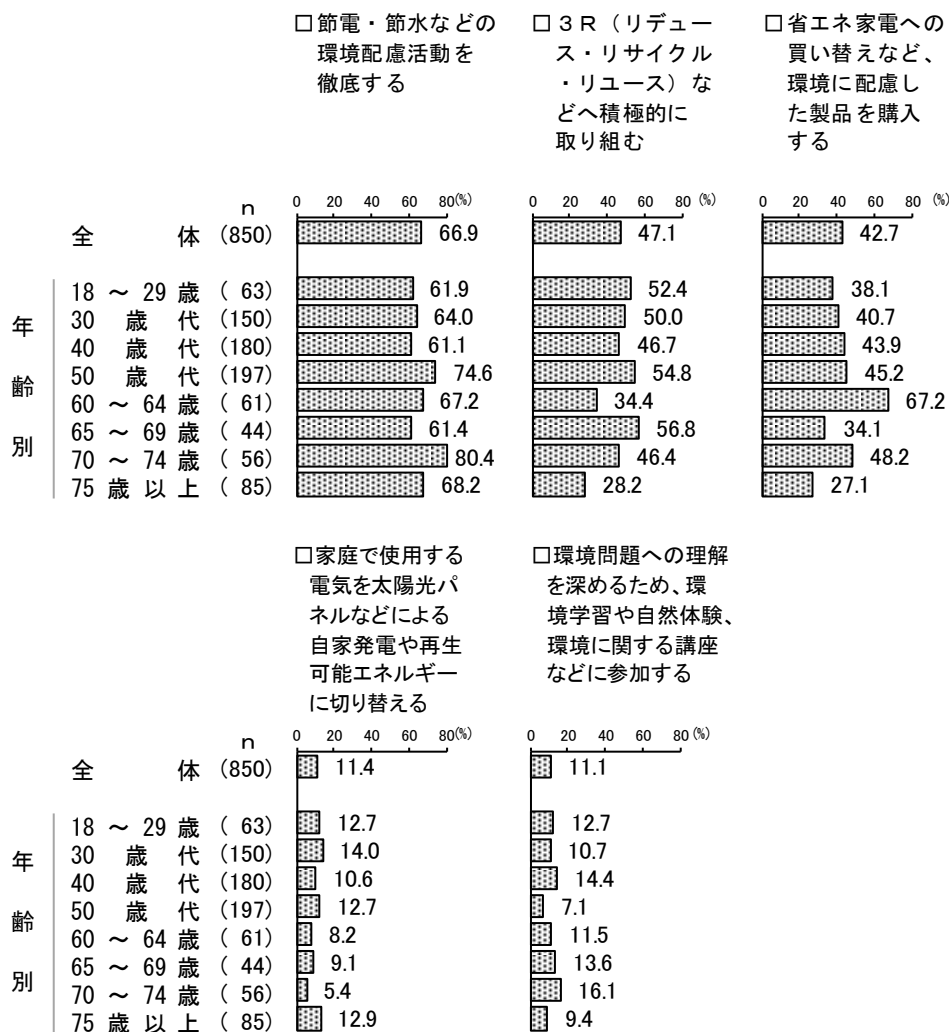 □節電・節水などの
環境配慮活動を
徹底する
□３Ｒ（リデュー
ス・リサイクル
・リユース）な
どへ積極的に
取り組む
□省エネ家電への
買い替えなど、
環境に配慮し
た製品を購入
する
n
0 20 40 60 80(%)
0 20 40 60 80 (%)
0 20 40 60 80 (%)
全体 (850) 66.9 47.1 42.7
年齢別
18 ～ 29 歳 ( 63) 61.9 52.4 38.1
30 歳 代 (150) 64.0 50.0 40.7
40 歳 代 (180) 61.1 46.7 43.9
50 歳 代 (197) 74.6 54.8 45.2
60 ～ 64 歳 ( 61) 67.2 34.4 67.2
65 ～ 69 歳 ( 44) 61.4 56.8 34.1
70 ～ 74 歳 ( 56) 80.4 46.4 48.2
75 歳 以 上 ( 85) 68.2 28.2 27.1
□家庭で使用する
電気を太陽光パ
ネルなどによる
自家発電や再生
可能エネルギー
に切り替える
□環境問題への理解
を深めるため、環
境学習や自然体験、
環境に関する講座
などに参加する
n
0 20 40 60 80(%)
0 20 40 60 80 (%)
全体 (850) 11.4 11.1
年齢別
18 ～ 29 歳 ( 63) 12.7 12.7
30 歳 代 (150) 14.0 10.7
40 歳 代 (180) 10.6 14.4
50 歳 代 (197) 12.7 7.1
60 ～ 64 歳 ( 61) 8.2 11.5
65 ～ 69 歳 ( 44) 9.1 13.6
70 ～ 74 歳 ( 56) 5.4 16.1
75 歳 以 上 ( 85) 12.9 9.4